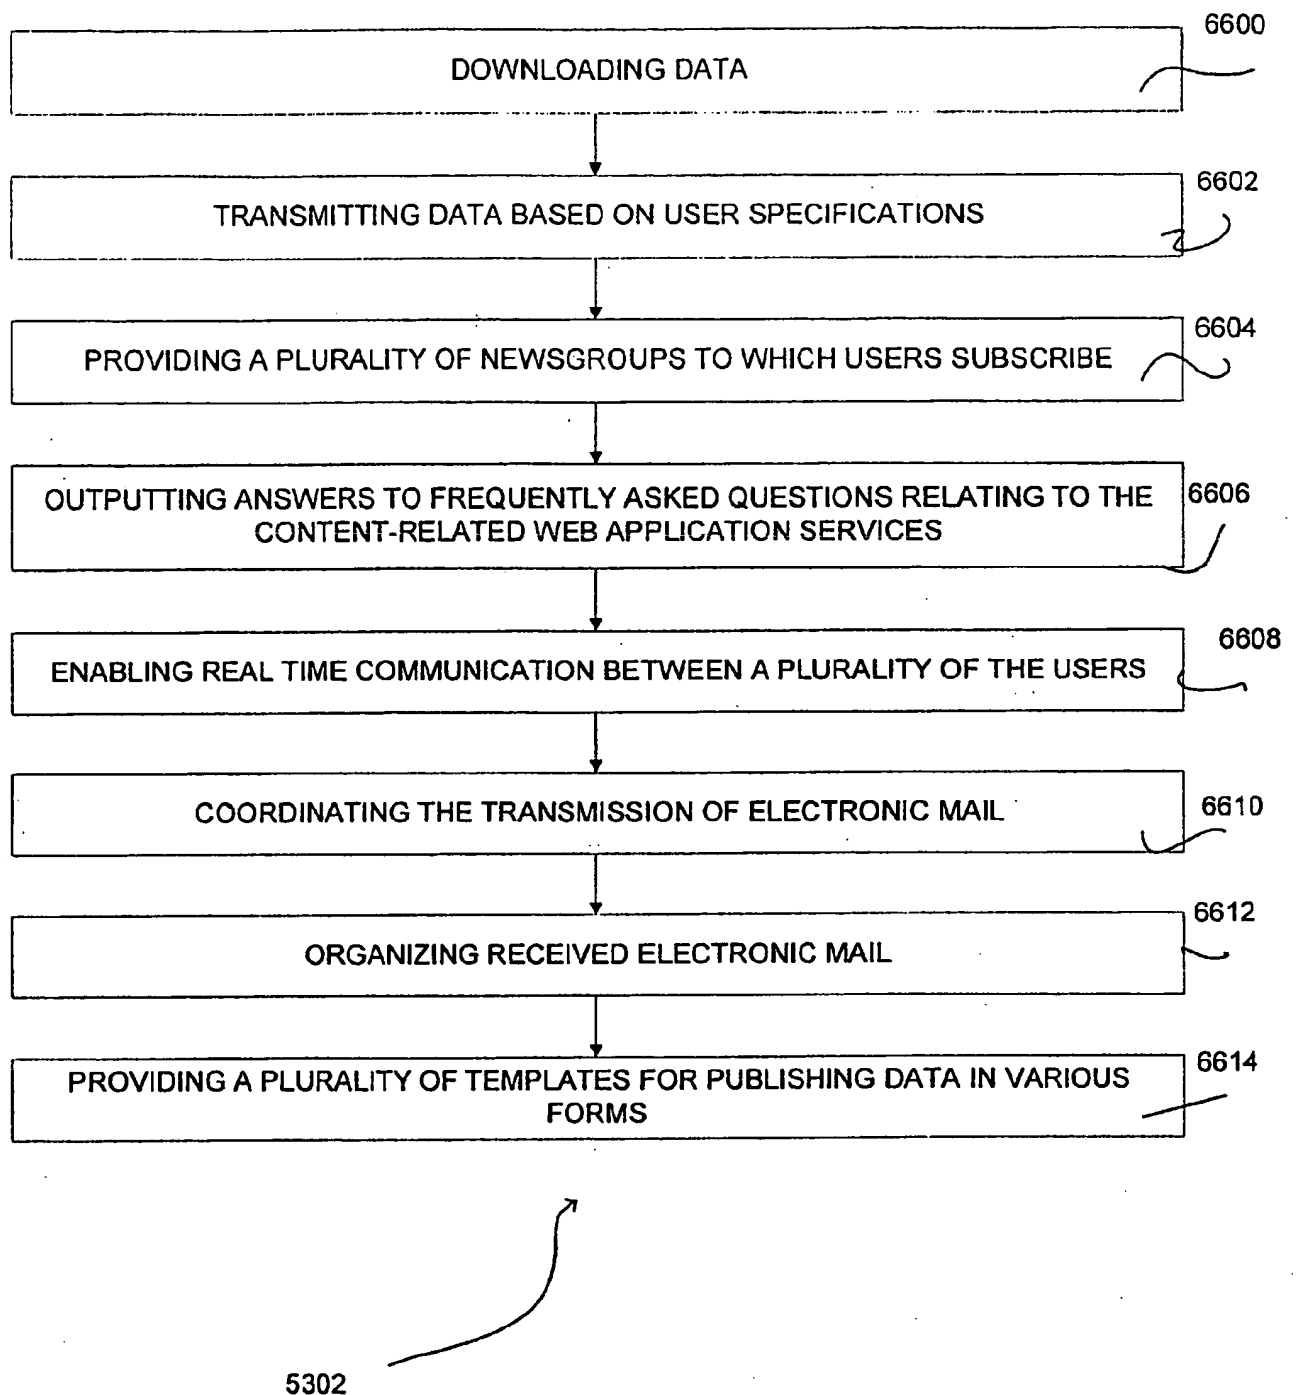 6600
DOWNLOADING DATA
6602
TRANSMITTING DATA BASED ON USER SPECIFICATIONS
6604
PROVIDING A PLURALITY OF NEWSGROUPS TO WHICH USERS SUBSCRIBE
6606
OUTPUTTING ANSWERS TO FREQUENTLY ASKED QUESTIONS RELATING TO THE
CONTENT-RELATED WEB APPLICATION SERVICES
6608
ENABLING REAL TIME COMMUNICATION BETWEEN A PLURALITY OF THE USERS
6610
COORDINATING THE TRANSMISSION OF ELECTRONIC MAIL
6612
ORGANIZING RECEIVED ELECTRONIC MAIL
6614
PROVIDING A PLURALITY OF TEMPLATES FOR PUBLISHING DATA IN VARIOUS
FORMS
5302